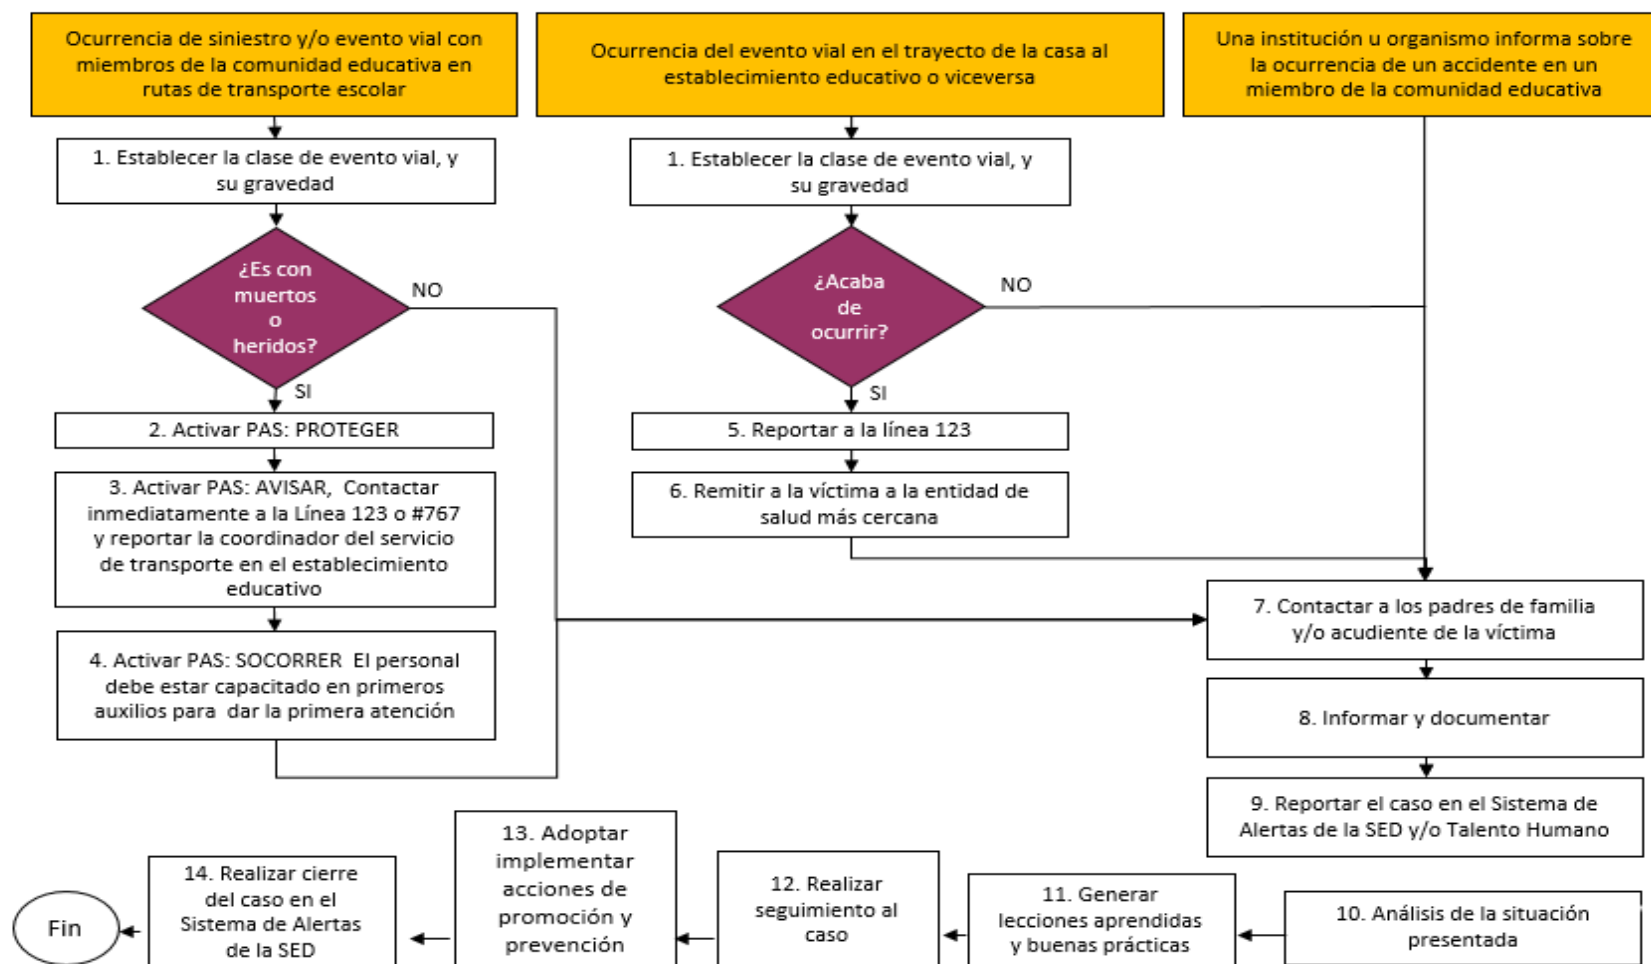 Ocurrencia de siniestro y/o evento vial con
miembros de la comunidad educativa en
rutas de transporte escolar
Ocurrencia del evento vial en el trayecto de la casa al
establecimiento educativo o viceversa
Una institución u organismo informa sobre
la ocurrencia de un accidente en un
miembro de la comunidad educativa
1. Establecer la clase de evento vial, y
su gravedad
¿Es con
muertos
o
heridos?
NO
SI
2. Activar PAS: PROTEGER
3. Activar PAS: AVISAR, Contactar
inmediatamente a la Línea 123 o #767
y reportar la coordinador del servicio
de transporte en el establecimiento
educativo
4. Activar PAS: SOCORRER El personal
debe estar capacitado en primeros
auxilios para dar la primera atención
1. Establecer la clase de evento vial, y
su gravedad
¿Acaba
de
ocurrir?
NO
SI
5. Reportar a la línea 123
6. Remitir a la víctima a la entidad de
salud más cercana
7. Contactar a los padres de familia
y/o acudiente de la víctima
8. Informar y documentar
9. Reportar el caso en el Sistema de
Alertas de la SED y/o Talento Humano
10. Análisis de la situación
presentada
11. Generar
lecciones aprendidas
y buenas prácticas
12. Realizar
seguimiento al
caso
13. Adoptar
implementar
acciones de
promoción y
prevención
14. Realizar cierre
del caso en el
Sistema de Alertas
de la SED
Fin